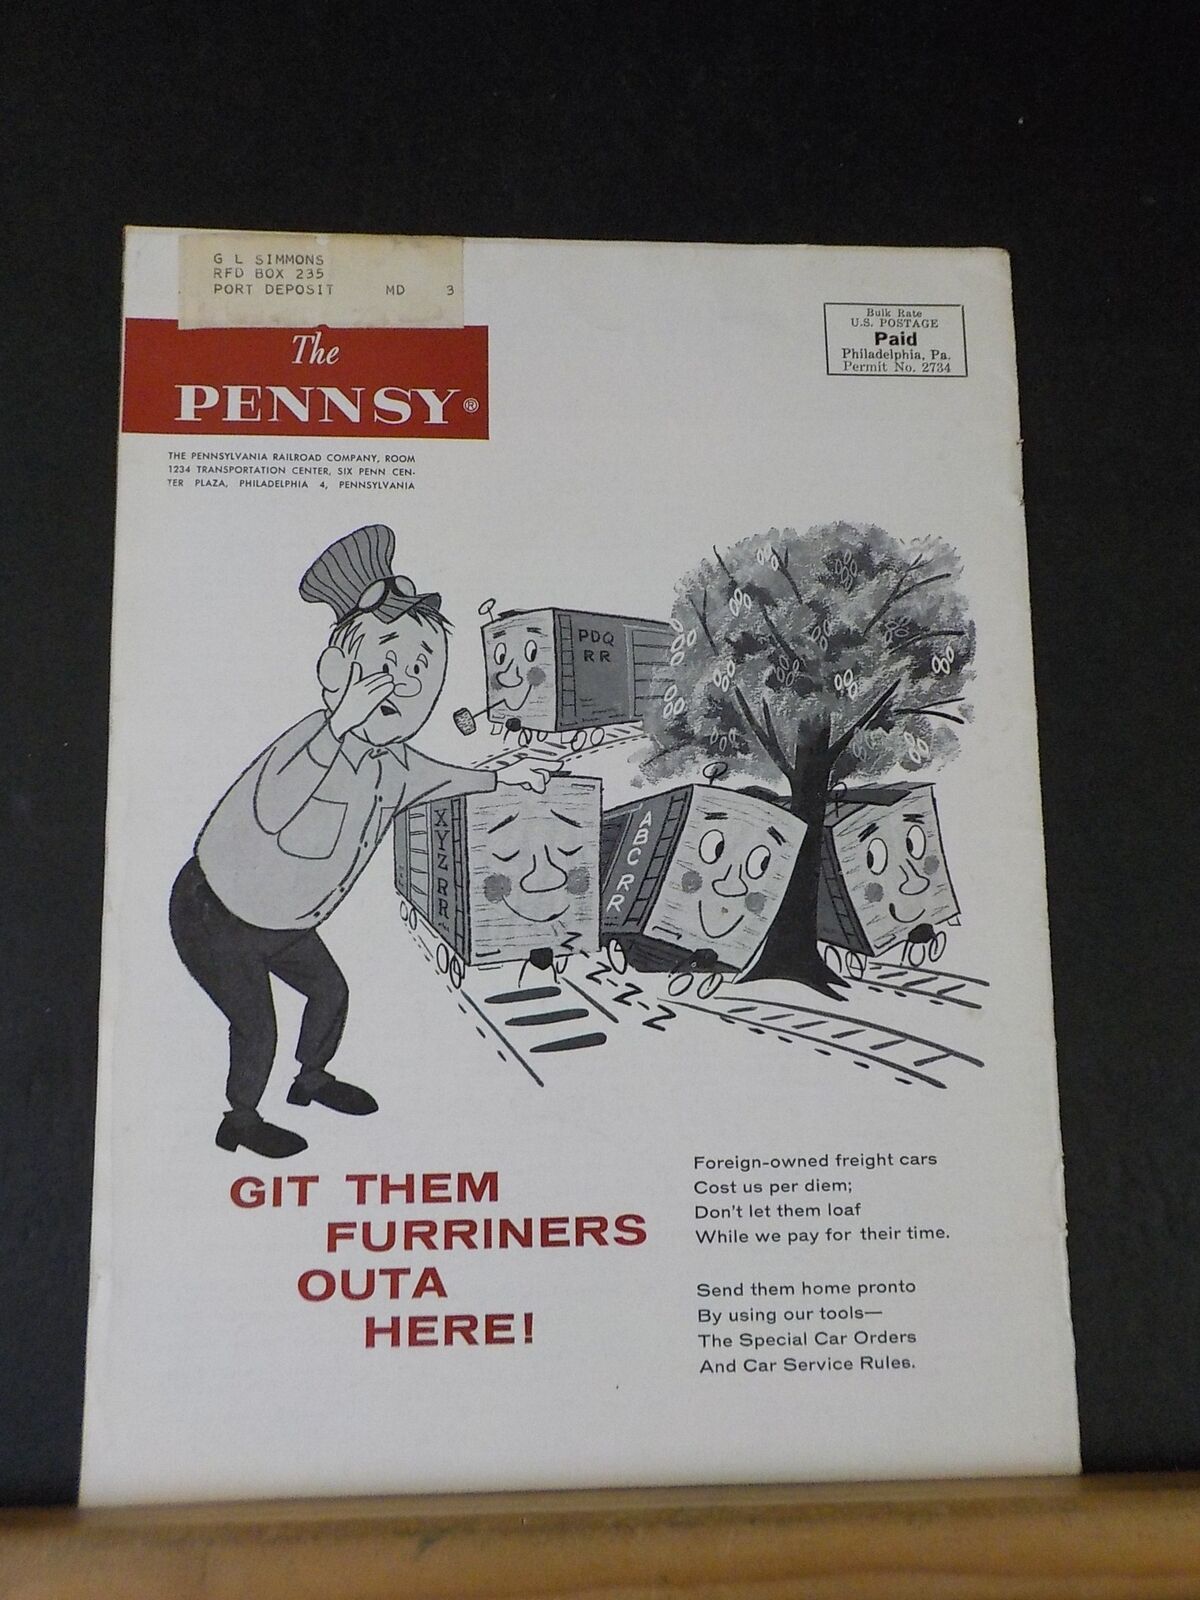 G L SIMMONS
RFD BOX 235
PORT DEPOSIT MD 3
The
PENNSY®
THE PENNSYLVANIA RAILROAD COMPANY, ROOM
1234 TRANSPORTATION CENTER, SIX PENN CEN-
TER PLAZA, PHILADELPHIA 4, PENNSYLVANIA
Bulk Rate
U.S. POSTAGE
Paid
Philadelphia, Pa.
Permit No. 2734
PDQ
RR
XYZ RR
ABC RR
Z-Z-Z-Z
GIT THEM
FURRINERS
OUTA
HERE!
Foreign-owned freight cars
Cost us per diem;
Don't let them loaf
While we pay for their time.
Send them home pronto
By using our tools—
The Special Car Orders
And Car Service Rules.